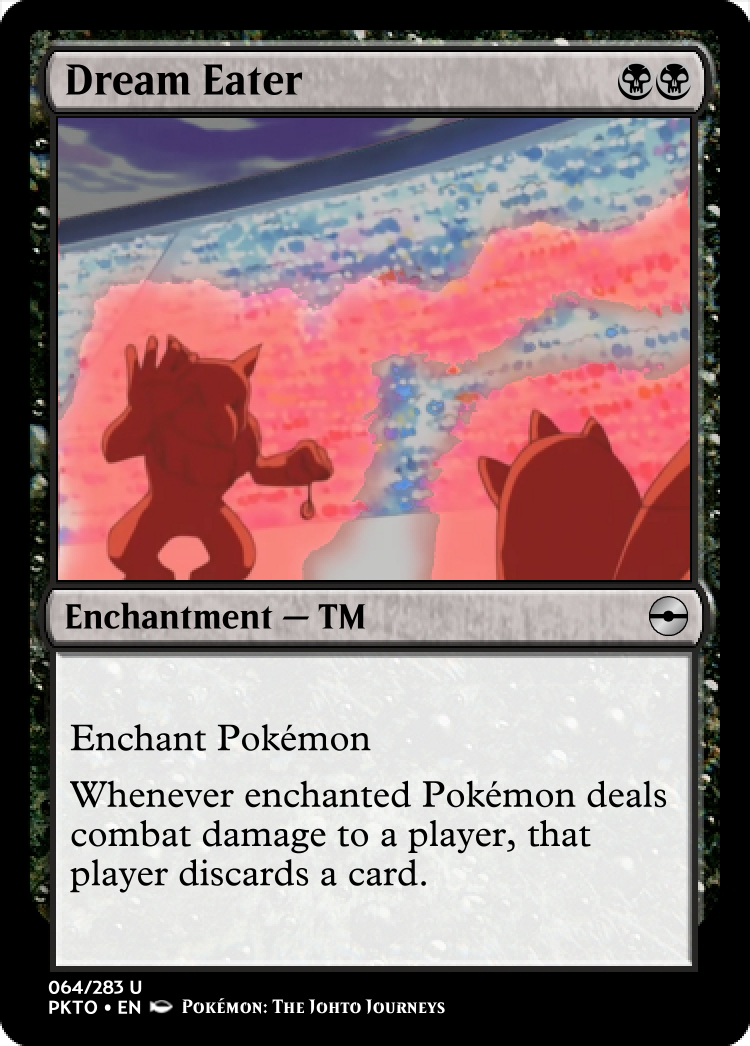 Dream Eater
Enchantment — TM
Enchant Pokémon
Whenever enchanted Pokémon deals
combat damage to a player, that
player discards a card.
064/283 U
PKTO • EN Pokémon: The Johto Journeys